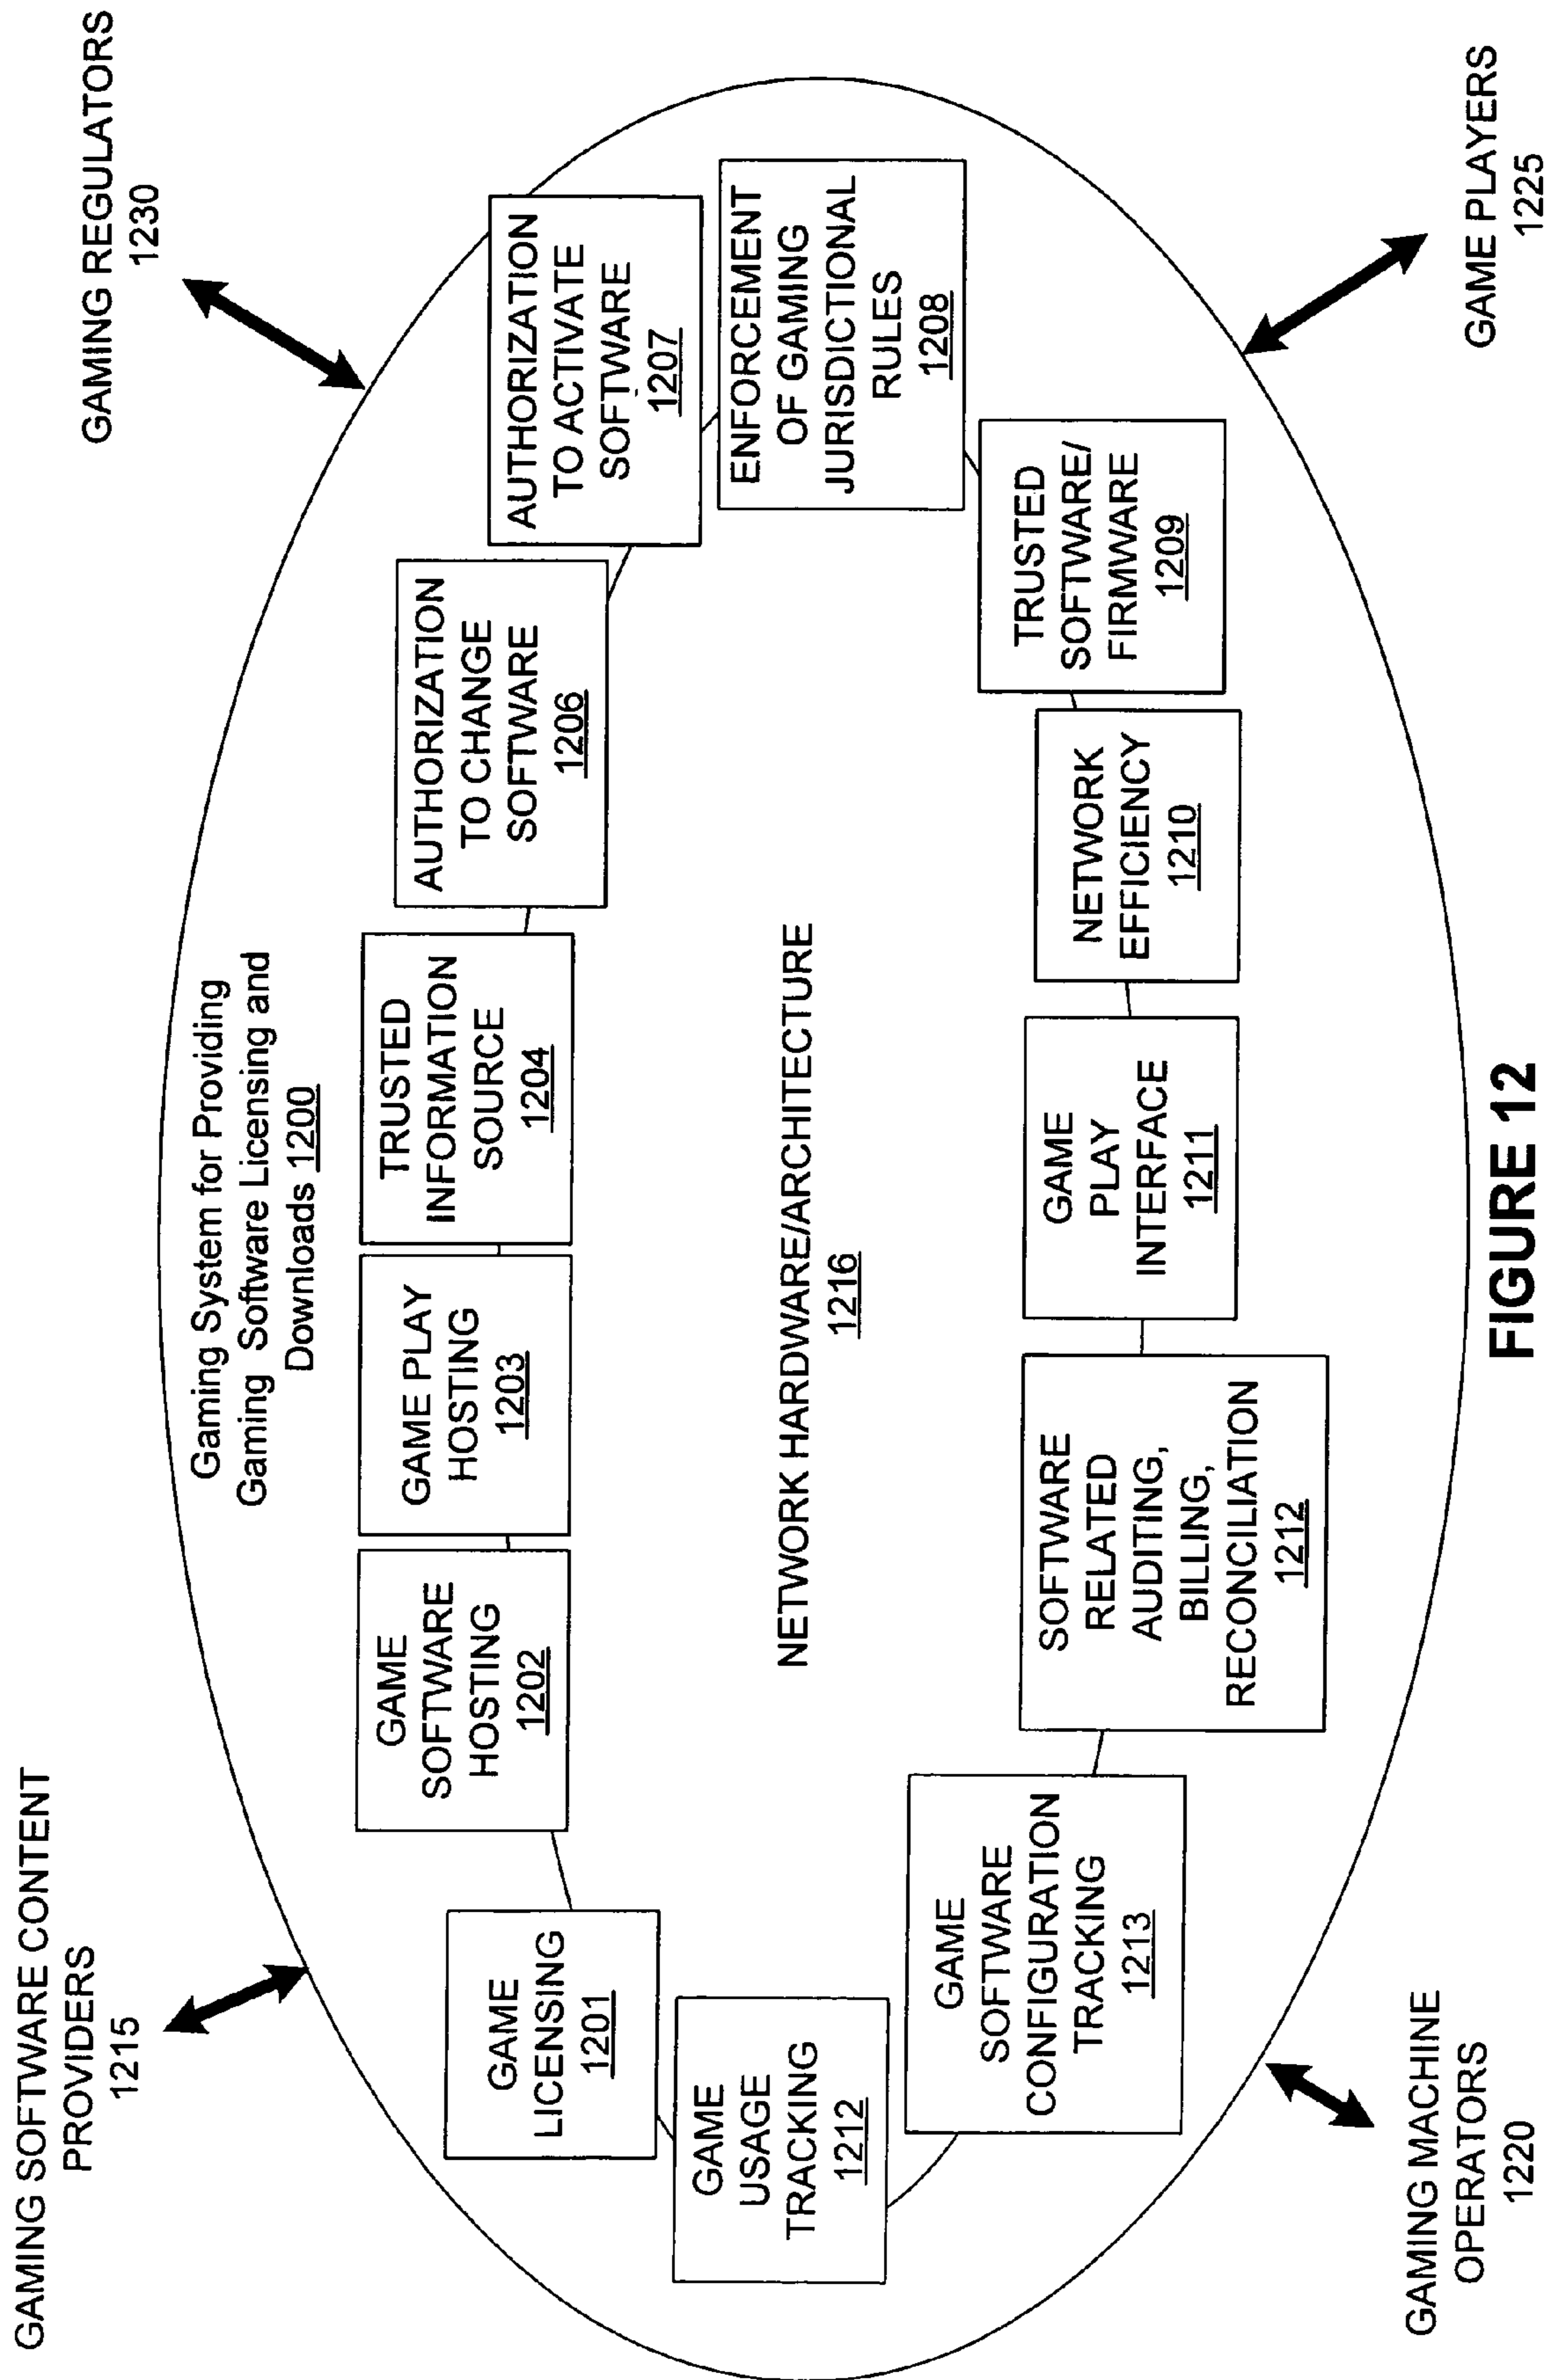 GAMING SOFTWARE CONTENT
PROVIDERS
1215
GAMING REGULATORS
1230
Gaming System for Providing
Gaming Software Licensing and
Downloads 1200
GAME
LICENSING
1201
GAME
SOFTWARE
HOSTING
1202
GAME PLAY
HOSTING
1203
TRUSTED
INFORMATION
SOURCE
1204
AUTHORIZATION
TO CHANGE
SOFTWARE
1206
AUTHORIZATION
TO ACTIVATE
SOFTWARE
1207
ENFORCEMENT
OF GAMING
JURISDICTIONAL
RULES
1208
NETWORK HARDWARE/ARCHITECTURE
1216
GAME
USAGE
TRACKING
1212
GAME
SOFTWARE
CONFIGURATION
TRACKING
1213
SOFTWARE
RELATED
AUDITING,
BILLING,
RECONCILIATION
1212
GAME
PLAY
INTERFACE
1211
NETWORK
EFFICIENCY
1210
TRUSTED
SOFTWARE/
FIRMWARE
1209
GAMING MACHINE
OPERATORS
1220
GAME PLAYERS
1225
FIGURE 12